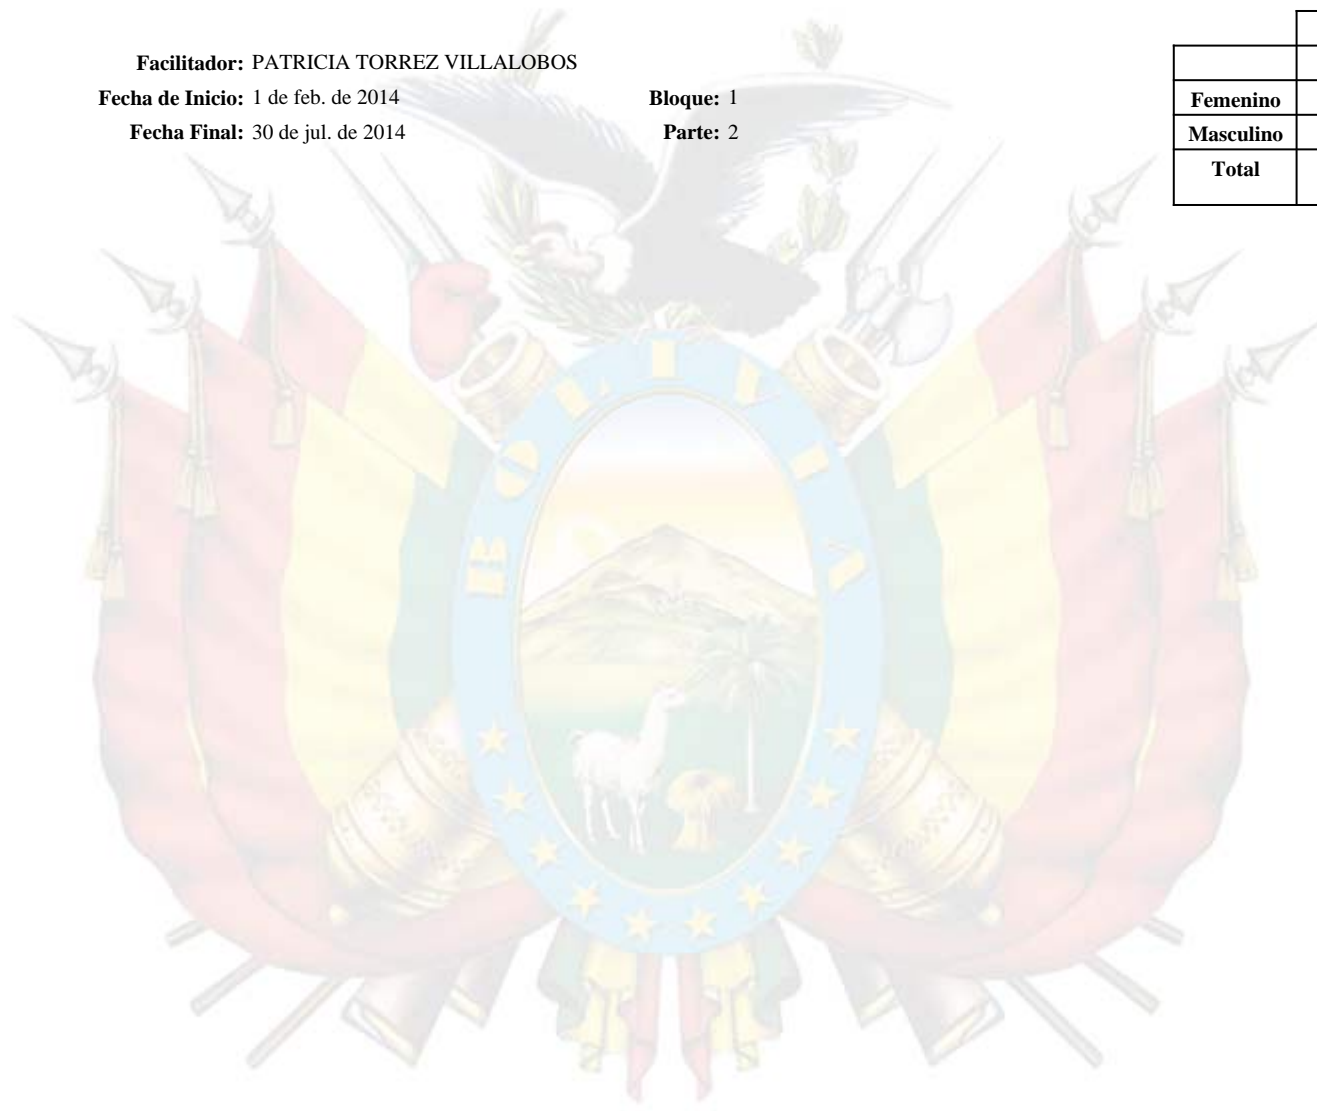 Facilitador: PATRICIA TORREZ VILLALOBOS
Fecha de Inicio: 1 de feb. de 2014 Bloque: 1
Fecha Final: 30 de jul. de 2014 Parte: 2
Femenino
Masculino
Total
BOLIVIA